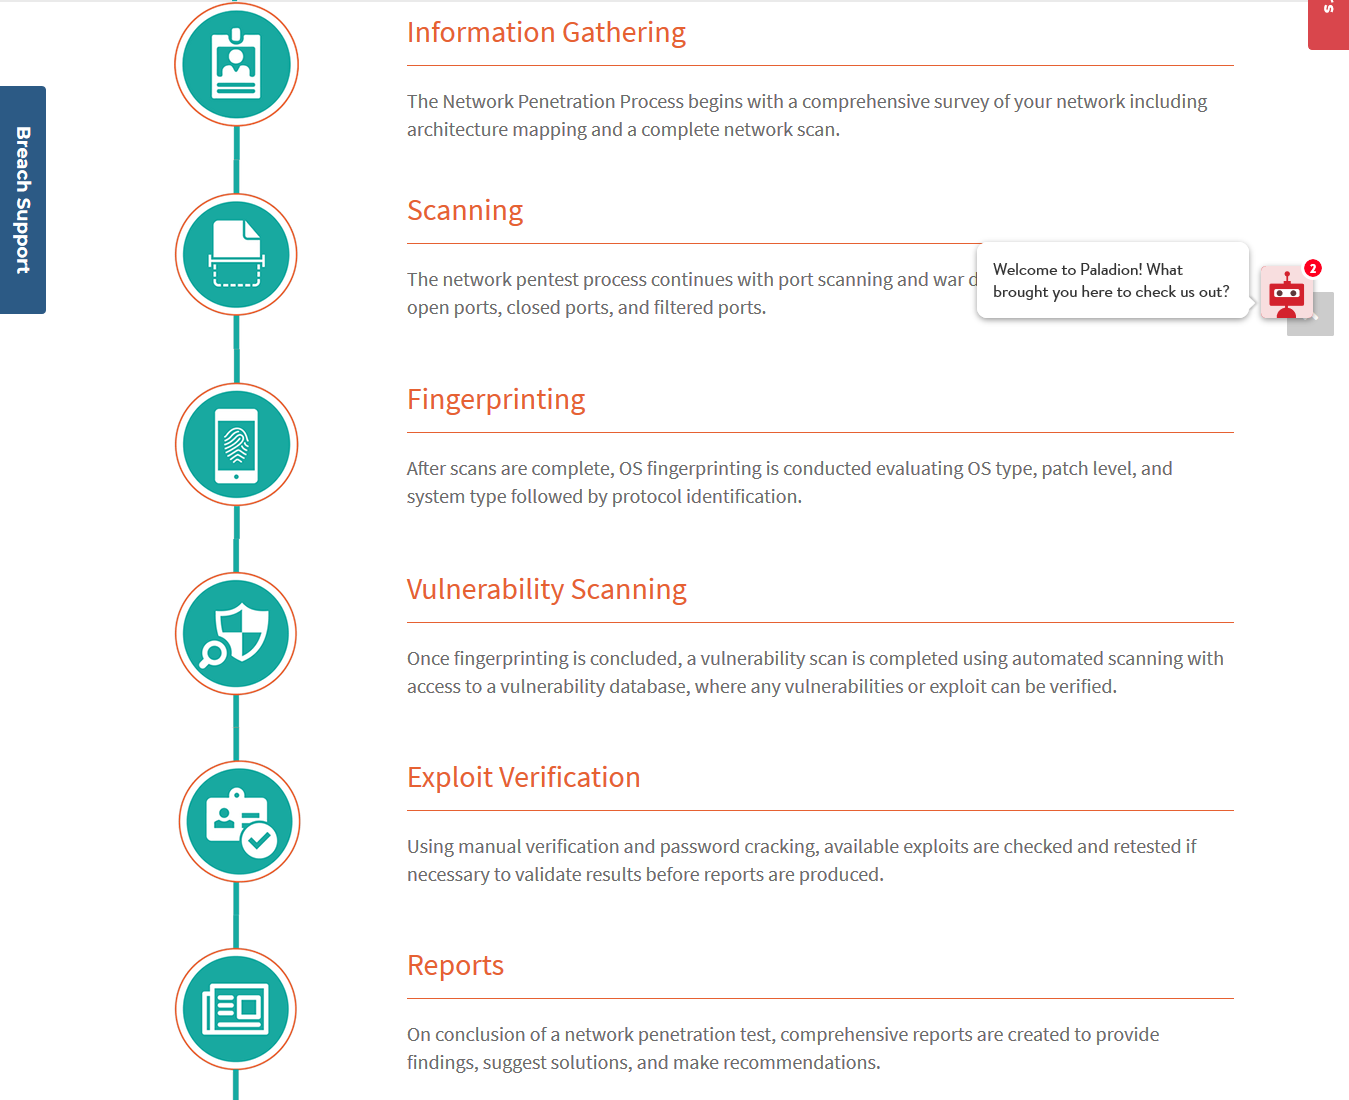 Information Gathering
The Network Penetration Process begins with a comprehensive survey of your network including
architecture mapping and a complete network scan.
Breach Support
Scanning
The network pentest process continues with port scanning and war
open ports, closed ports, and filtered ports.
Welcome to Paladion! What
brought you here to check us out?
2
Fingerprinting
After scans are complete, OS fingerprinting is conducted evaluating OS type, patch level, and
system type followed by protocol identification.
Vulnerability Scanning
Once fingerprinting is concluded, a vulnerability scan is completed using automated scanning with
access to a vulnerability database, where any vulnerabilities or exploit can be verified.
Exploit Verification
Using manual verification and password cracking, available exploits are checked and retested if
necessary to validate results before reports are produced.
Reports
On conclusion of a network penetration test, comprehensive reports are created to provide
findings, suggest solutions, and make recommendations.